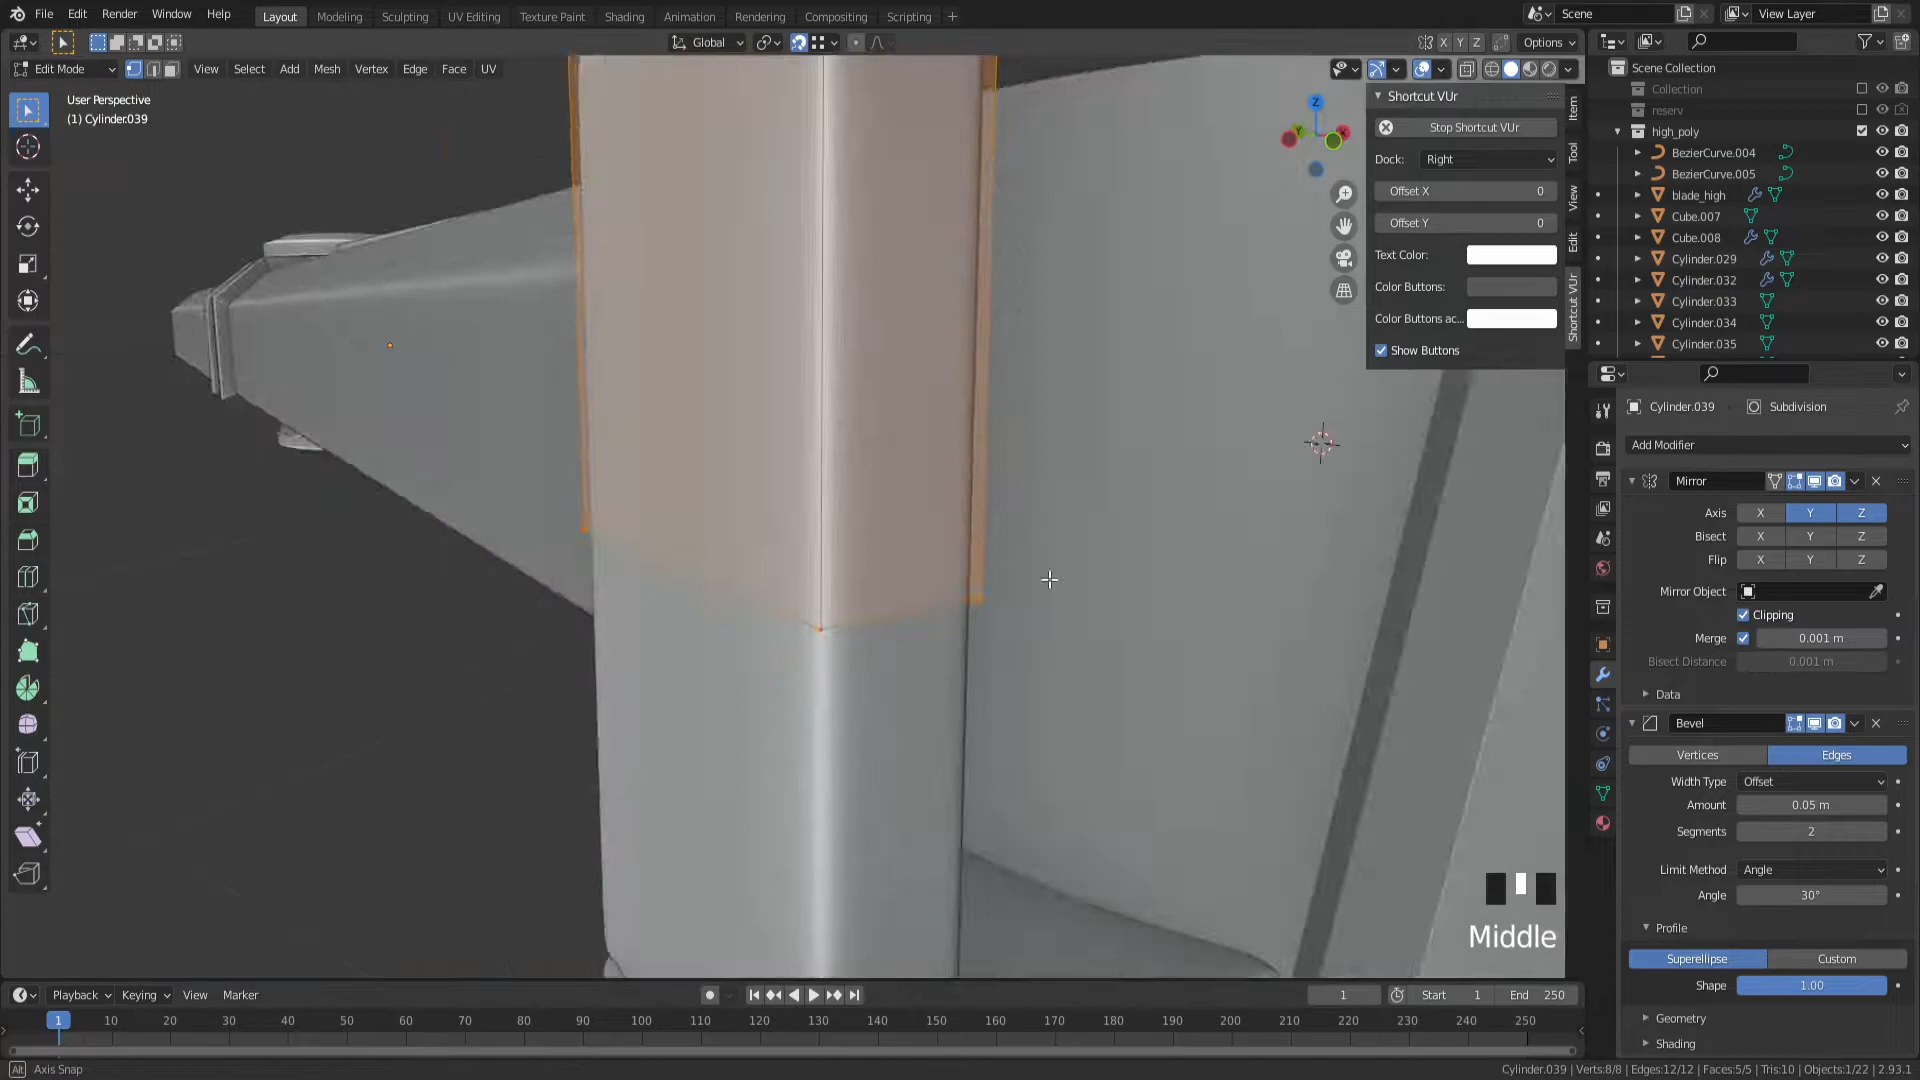 File Edit Render Window Help
Layout Modeling Sculpting UV Editing Texture Paint Shading Animation Rendering Compositing Scripting +
Scene
View Layer
Global
X Y Z
Options
Edit Mode
View Select Add Mesh Vertex Edge Face UV
User Perspective
(1) Cylinder.039
Z
Shortcut VUr
Stop Shortcut VUr
Dock: Right
Offset X 0
Offset Y 0
Text Color:
Color Buttons:
Color Buttons ac...
Show Buttons
Item
Tool
View
Edit
Shortcut VUr
Scene Collection
Collection
reserv
high_poly
BezierCurve.004
BezierCurve.005
blade_high
Cube.007
Cube.008
Cylinder.029
Cylinder.032
Cylinder.033
Cylinder.034
Cylinder.035
Cylinder.039 Subdivision
Add Modifier
Mirror
Axis X Y Z
Bisect X Y Z
Flip X Y Z
Mirror Object
Clipping
Merge 0.001 m
Bisect Distance 0.001 m
Data
Bevel
Vertices Edges
Width Type Offset
Amount 0.05 m
Segments 2
Limit Method Angle
Angle 30°
Profile
Superellipse Custom
Shape 1.00
Geometry
Shading
Middle
Playback Keying View Marker
1 Start 1 End 250
1 10 20 30 40 50 60 70 80 90 100 110 120 130 140 150 160 170 180 190 200 210 220 230 240 250
Alt Axis Snap
Cylinder.039 | Verts:8/8 | Edges:12/12 | Faces:5/5 | Tris:10 | Objects:1/22 | 2.93.1